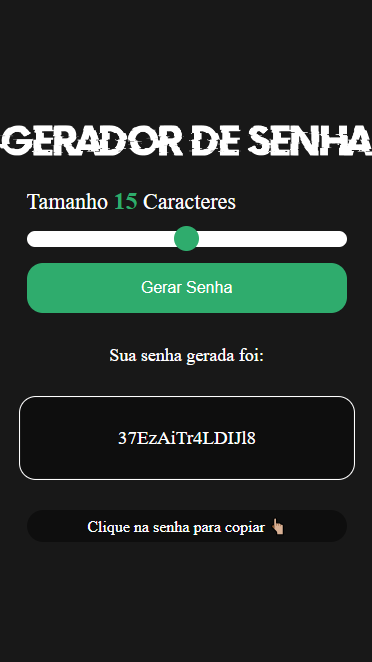 GERADOR DE SENHA
Tamanho 15 Caracteres
Gerar Senha
Sua senha gerada foi:
37EzAiTr4LDIJl8
Clique na senha para copiar 👆